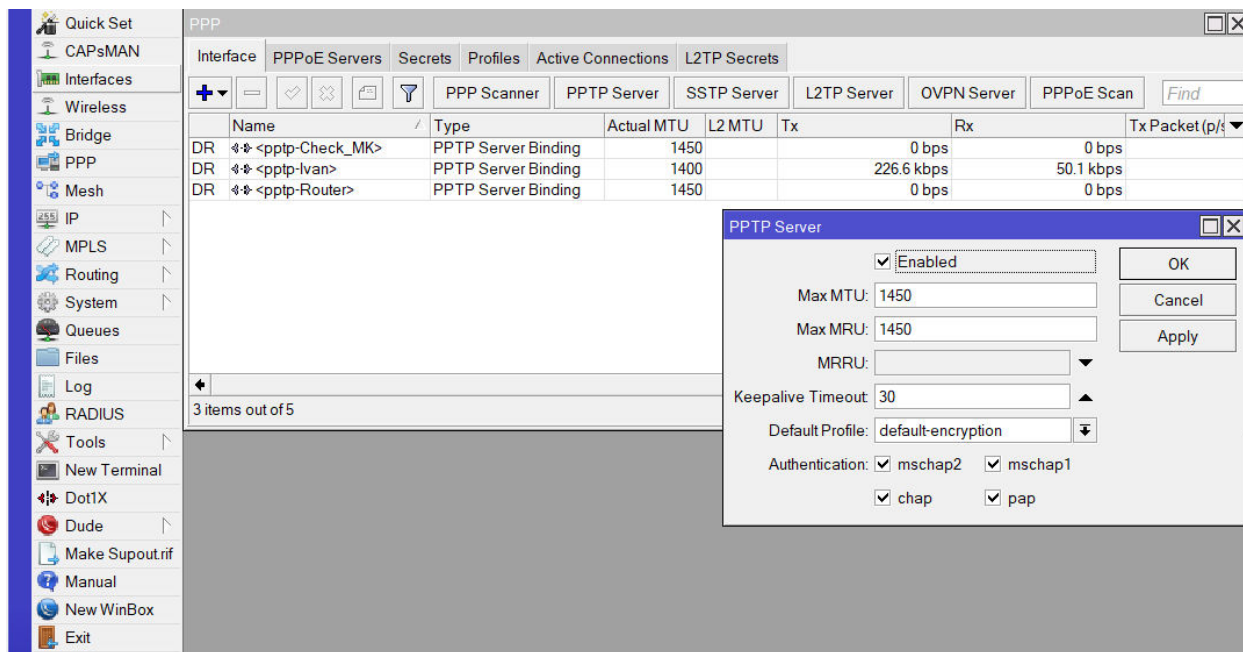 Quick Set
CAPsMAN
Interfaces
Wireless
Bridge
PPP
Mesh
255 IP
MPLS
Routing
System
Queues
Files
Log
RADIUS
Tools
New Terminal
Dot1X
Dude
Make Supout.rif
Manual
New WinBox
Exit
PPP
Interface PPPoE Servers Secrets Profiles Active Connections L2TP Secrets
PPP Scanner PPTP Server SSTP Server L2TP Server OVPN Server PPPoE Scan Find
Name Type Actual MTU L2 MTU Tx Rx Tx Packet (p/s
DR <pptp-Check_MK> PPTP Server Binding 1450 0 bps 0 bps
DR <pptp-Ivan> PPTP Server Binding 1400 226.6 kbps 50.1 kbps
DR <pptp-Router> PPTP Server Binding 1450 0 bps 0 bps
3 items out of 5
PPTP Server
Enabled
OK
Max MTU: 1450
Cancel
Max MRU: 1450
Apply
MRRU:
Keepalive Timeout: 30
Default Profile: default-encryption
Authentication: mschap2 mschap1
chap pap